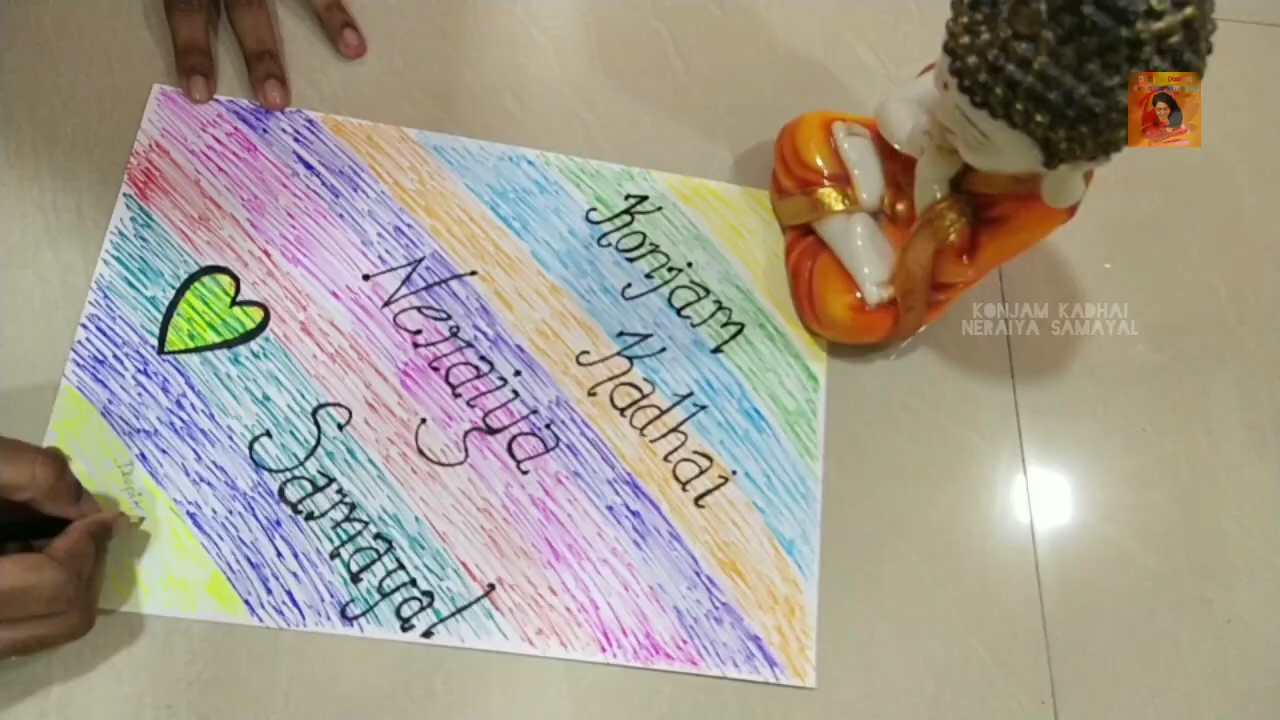 Konjam
Kadhai
Neraiya
Samayal
KONJAM KADHAI
NERAIYA SAMAYAL